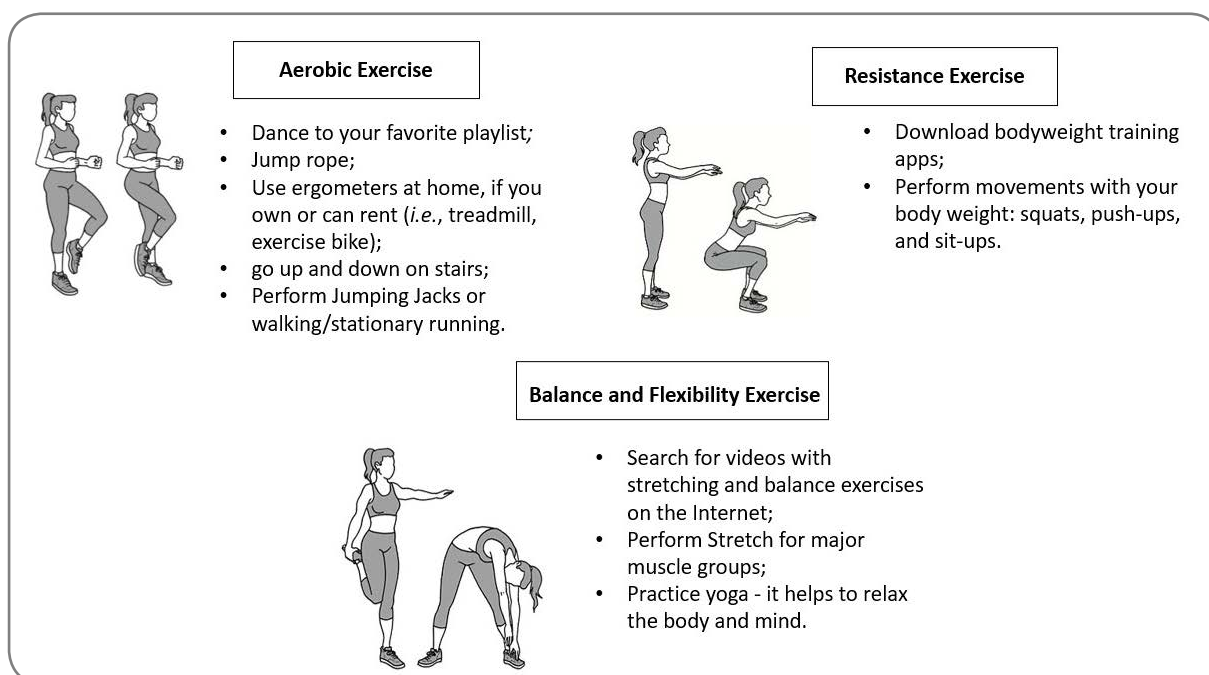 Aerobic Exercise
• Dance to your favorite playlist;
• Jump rope;
• Use ergometers at home, if you
own or can rent (i.e., treadmill,
exercise bike);
• go up and down on stairs;
• Perform Jumping Jacks or
walking/stationary running.
Resistance Exercise
• Download bodyweight training
apps;
• Perform movements with your
body weight: squats, push-ups,
and sit-ups.
Balance and Flexibility Exercise
• Search for videos with
stretching and balance exercises
on the Internet;
• Perform Stretch for major
muscle groups;
• Practice yoga - it helps to relax
the body and mind.